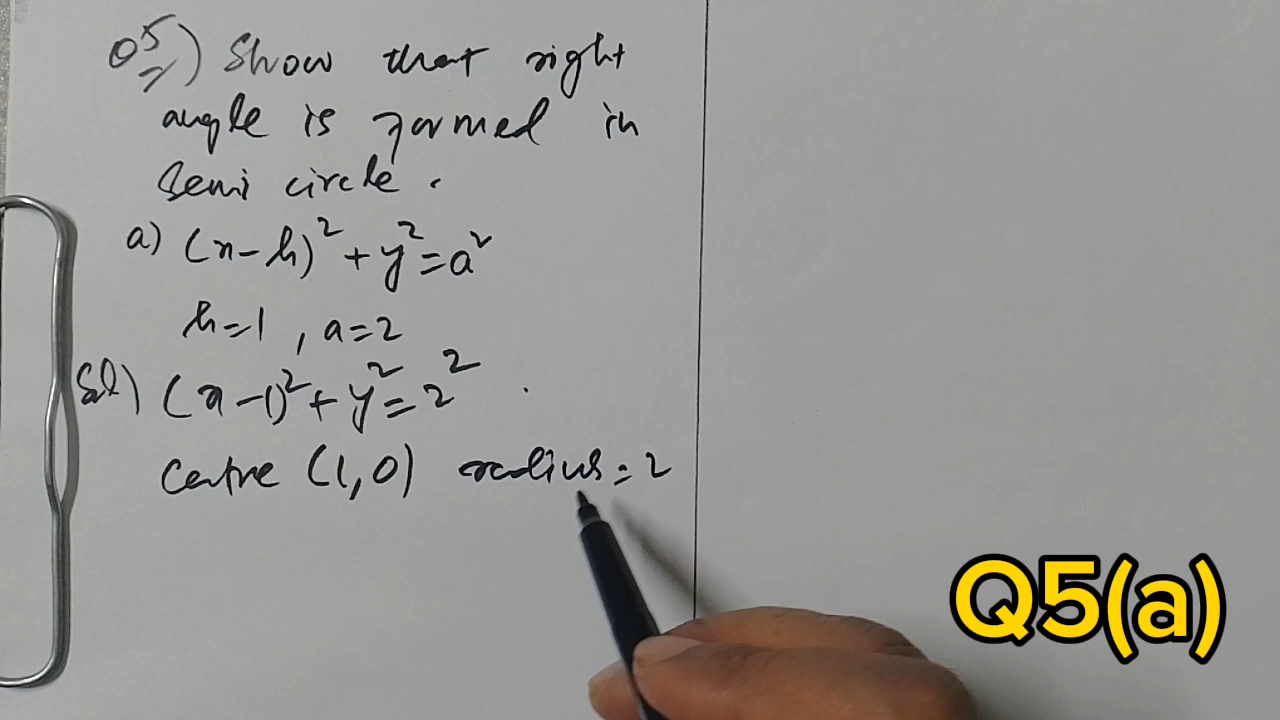 Q5) Show that right
angle is formed in
semi circle.
a) (x-h)² + y² = a²
h=1, a=2
Sol) (x-1)² + y² = 2²
Centre (1,0) radius=2
Q5(a)